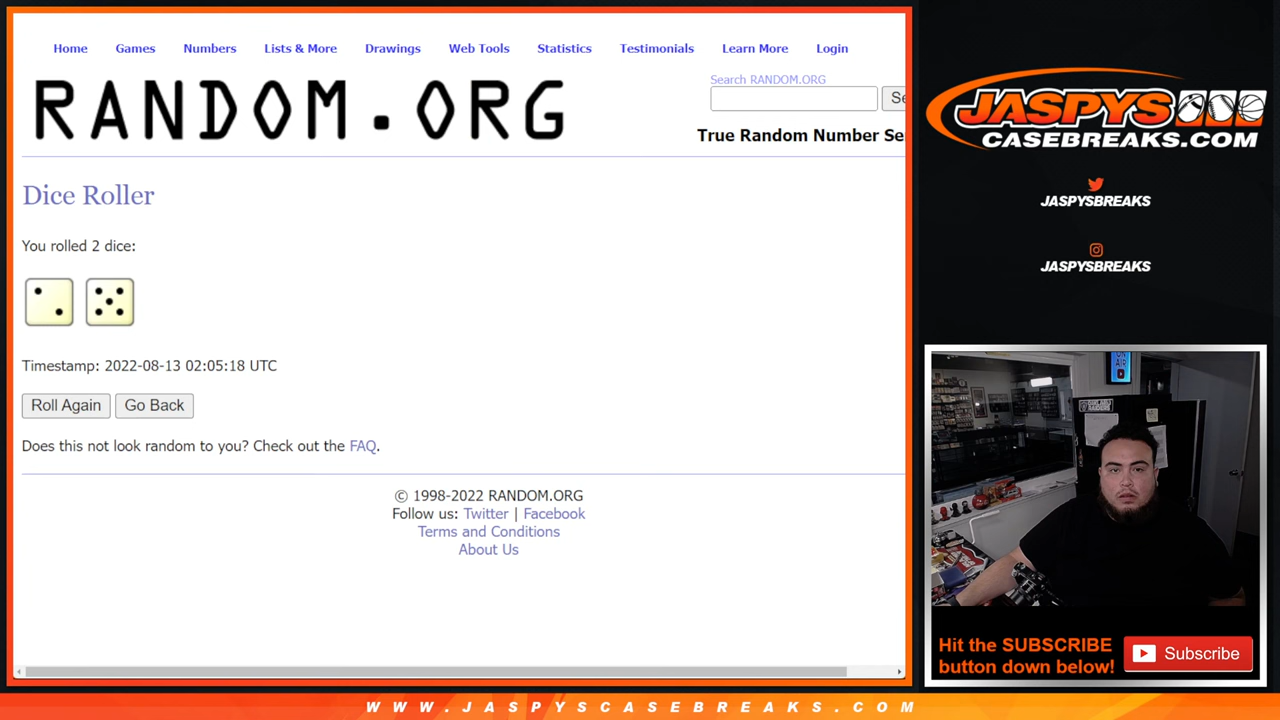 Home Games Numbers Lists & More Drawings Web Tools Statistics Testimonials Learn More Login
RANDOM.ORG
Search RANDOM.ORG
Se
True Random Number Se
Dice Roller
You rolled 2 dice:
Timestamp: 2022-08-13 02:05:18 UTC
Roll Again Go Back
Does this not look random to you? Check out the FAQ.
© 1998-2022 RANDOM.ORG
Follow us: Twitter | Facebook
Terms and Conditions
About Us
JASPYS
CASEBREAKS.COM
JASPYSBREAKS
JASPYSBREAKS
ON AIR
Hit the SUBSCRIBE
button down below!
Subscribe
WWW.JASPYSCASEBREAKS.COM